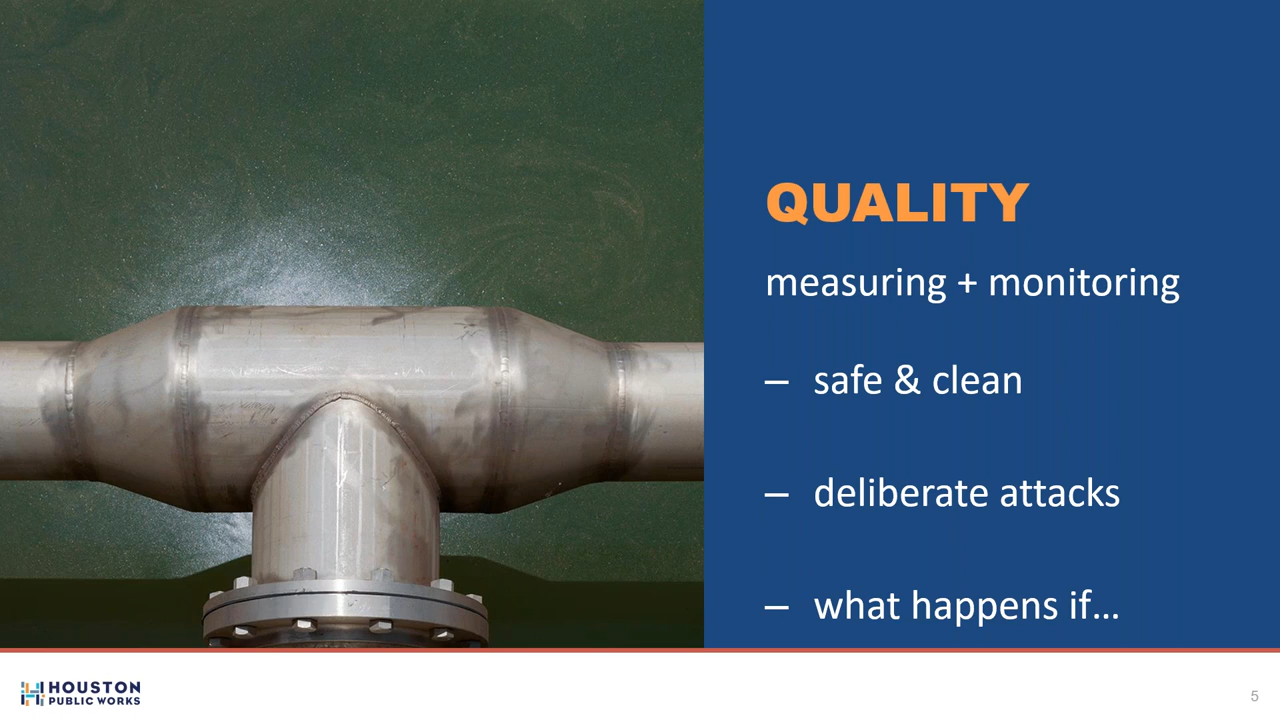 QUALITY
measuring + monitoring
– safe & clean
– deliberate attacks
– what happens if…
HOUSTON
PUBLIC WORKS
5